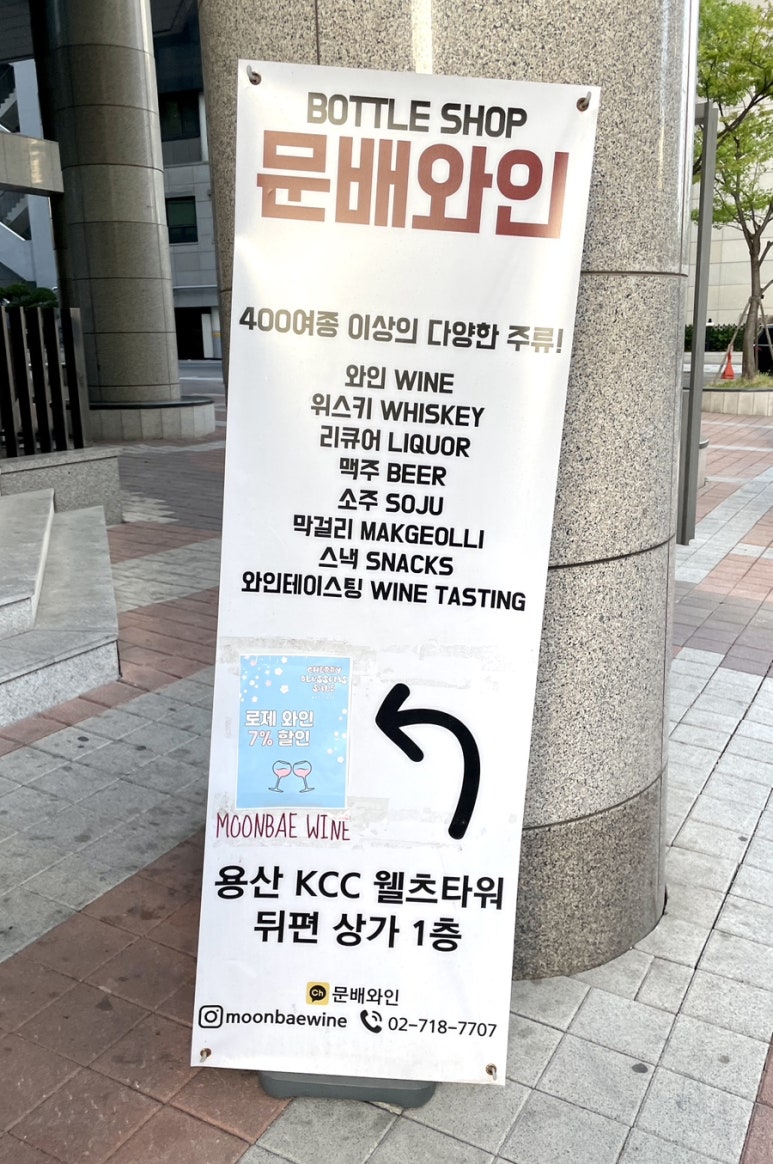 BOTTLE SHOP
문배와인
400여종 이상의 다양한 주류!
와인 WINE
위스키 WHISKEY
리큐어 LIQUOR
맥주 BEER
소주 SOJU
막걸리 MAKGEOLLI
스낵 SNACKS
와인테이스팅 WINE TASTING
CHERRY
BLOSSOMS
로제 와인
7% 할인
MOONBAE WINE
용산 KCC 웰츠타워
뒤편 상가 1층
Ch 문배와인
moonbaewine 02-718-7707